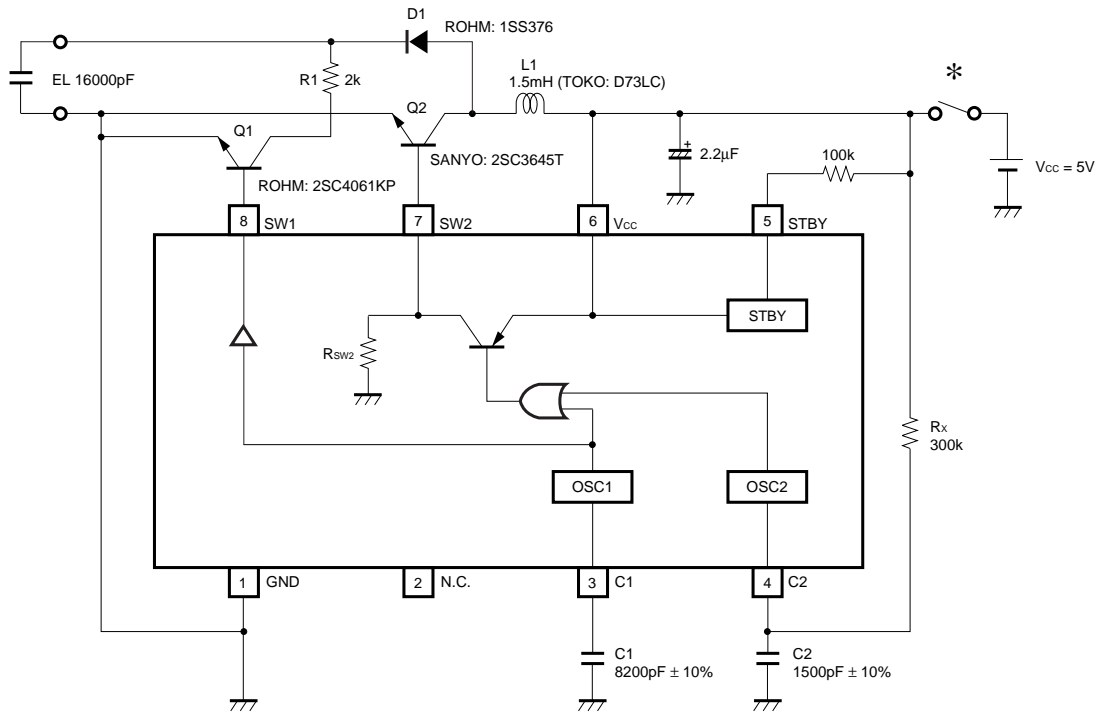 D1
ROHM: 1SS376
EL 16000pF
R1 2k
L1
1.5mH (TOKO: D73LC)
*
Q1
Q2
ROHM: 2SC4061KP
SANYO: 2SC3645T
+
2.2µF
100k
VCC = 5V
8 SW1
7 SW2
6 VCC
5 STBY
STBY
RSW2
RX
300k
OSC1
OSC2
1 GND
2 N.C.
3 C1
4 C2
C1
8200pF ± 10%
C2
1500pF ± 10%